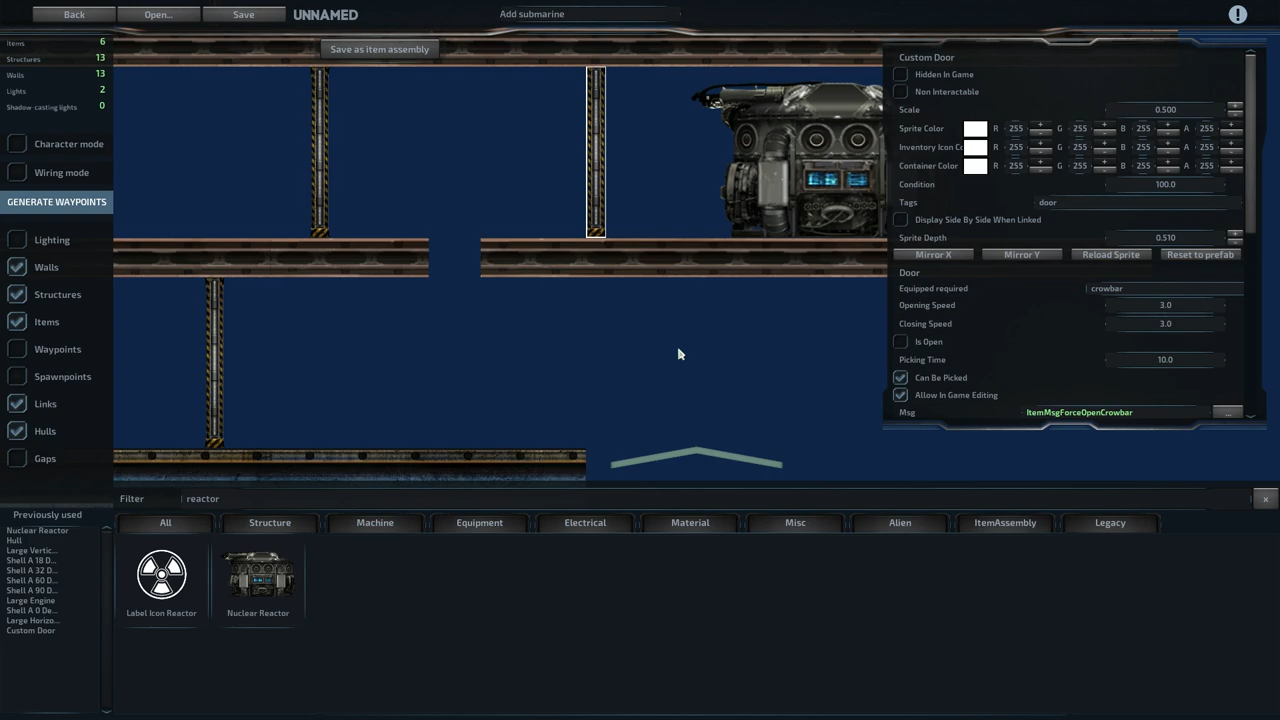 Back
Open...
Save
UNNAMED
Add submarine
!
Items 6
Structures 13
Walls 13
Lights 2
Shadow-casting lights 0
Character mode
Wiring mode
GENERATE WAYPOINTS
Lighting
Walls
Structures
Items
Waypoints
Spawnpoints
Links
Hulls
Gaps
Save as item assembly
Custom Door
Hidden In Game
Non Interactable
Scale 0.500 + -
Sprite Color R 255 + - G 255 + - B 255 + - A 255 + -
Inventory Icon Co R 255 + - G 255 + - B 255 + - A 255 + -
Container Color R 255 + - G 255 + - B 255 + - A 255 + -
Condition 100.0
Tags door
Display Side By Side When Linked
Sprite Depth 0.510 + -
Mirror X Mirror Y Reload Sprite Reset to prefab
Door
Equipped required crowbar
Opening Speed 3.0
Closing Speed 3.0
Is Open
Picking Time 10.0
Can Be Picked
Allow In Game Editing
Msg ItemMsgForceOpenCrowbar ...
Filter reactor x
Previously used
Nuclear Reactor
Hull
Large Vertic...
Shell A 18 D...
Shell A 32 D...
Shell A 60 D...
Shell A 90 D...
Large Engine
Shell A 0 De...
Large Horizo...
Custom Door
All Structure Machine Equipment Electrical Material Misc Alien ItemAssembly Legacy
Label Icon Reactor
Nuclear Reactor